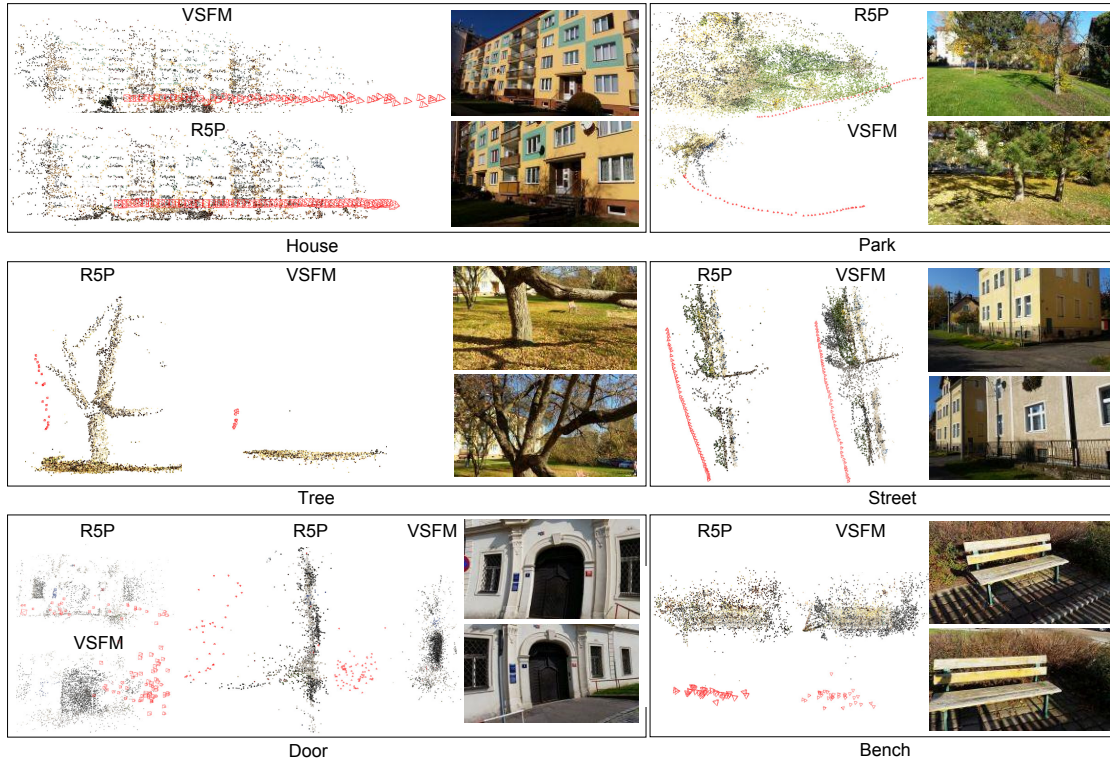 VSFM
R5P
House
R5P
VSFM
Park
R5P VSFM
Tree
R5P VSFM
Street
R5P R5P VSFM
VSFM
Door
R5P VSFM
Bench